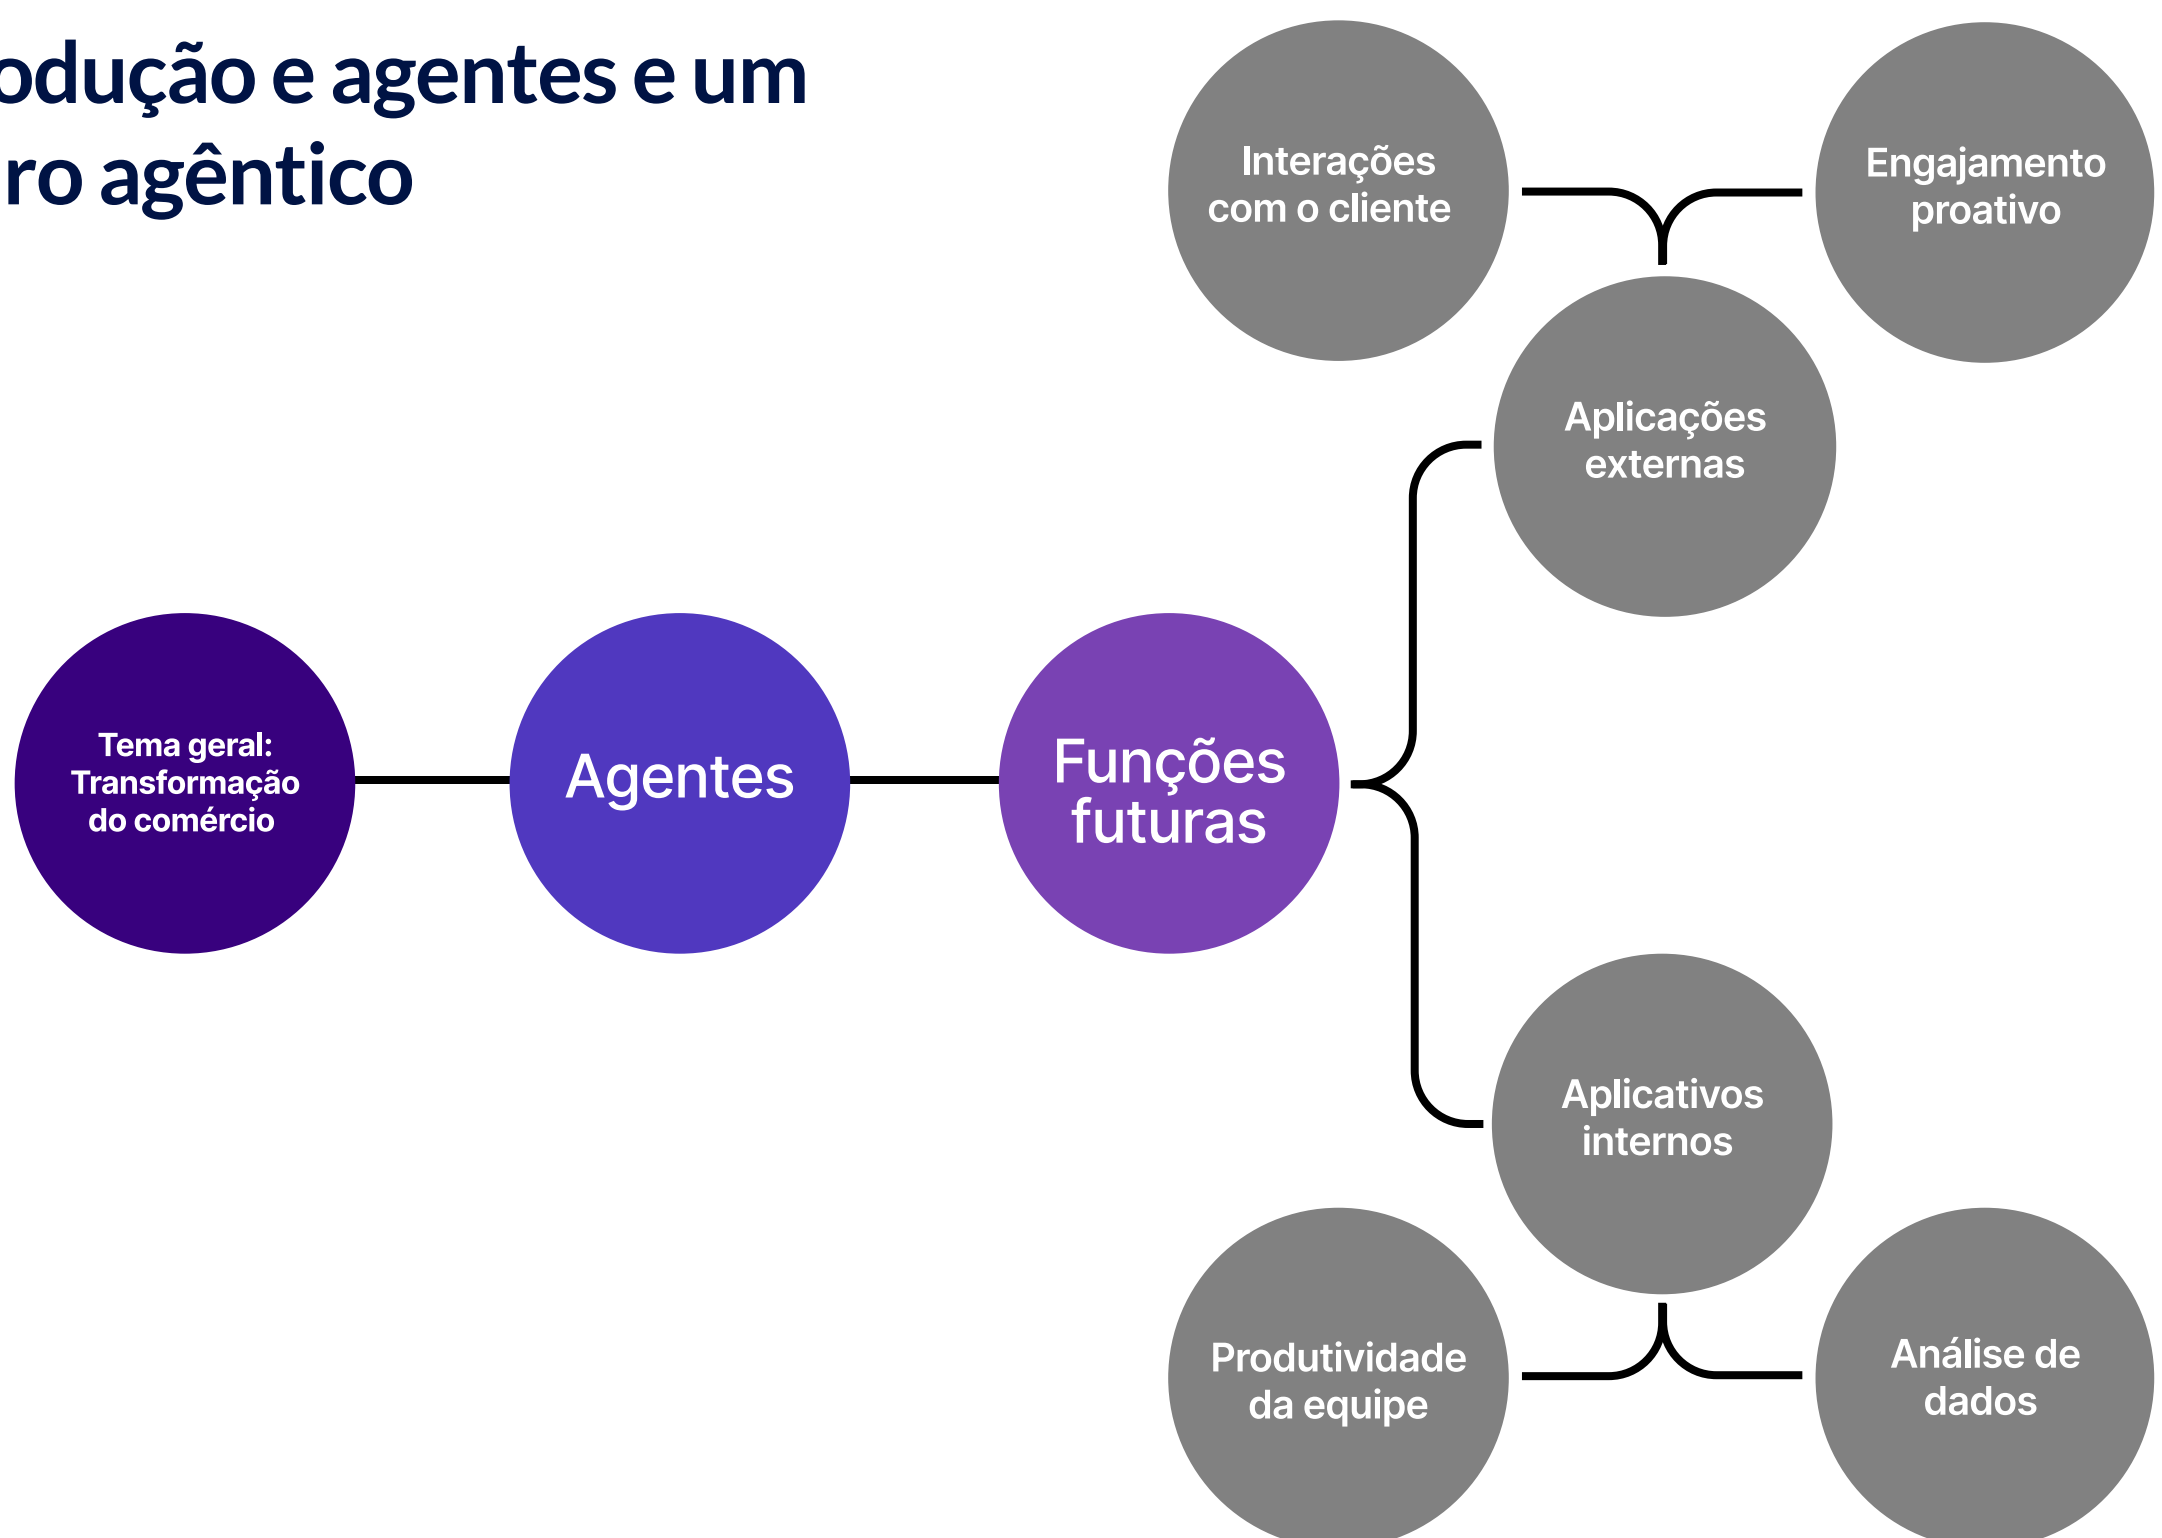 odução e agentes e um
ro agêntico
Interações
com o cliente
Engajamento
proativo
Aplicações
externas
Tema geral:
Transformação
do comércio
Agentes
Funções
futuras
Aplicativos
internos
Produtividade
da equipe
Análise de
dados